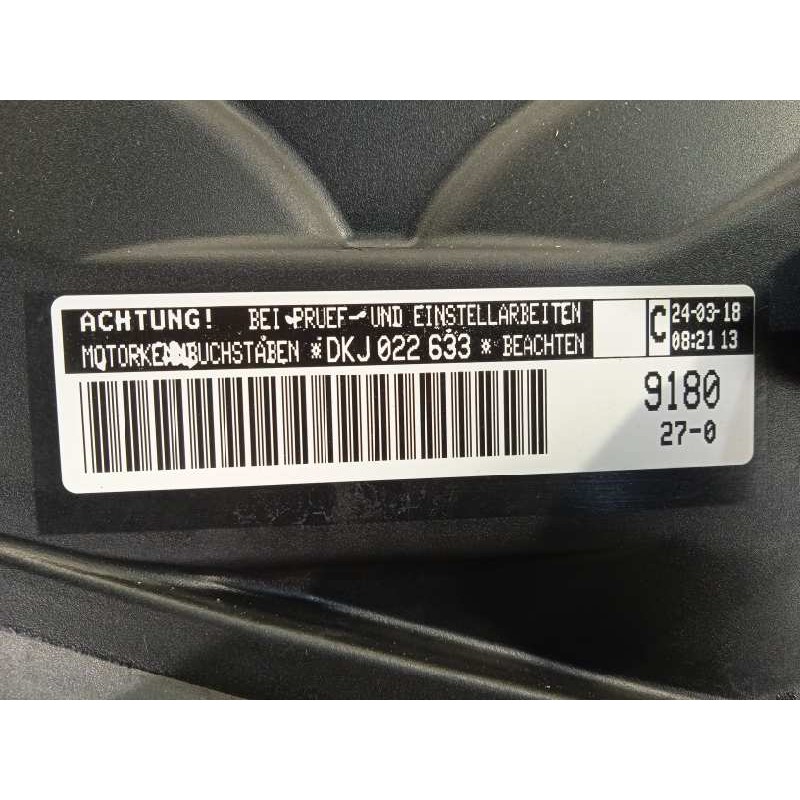 ACHTUNG! BEI PRUEF- UND EINSTELLARBEITEN
MOTORKENNBUCHSTABEN *DKJ 022 633* BEACHTEN
C
24-03-18
08:21 13
9180
27-0